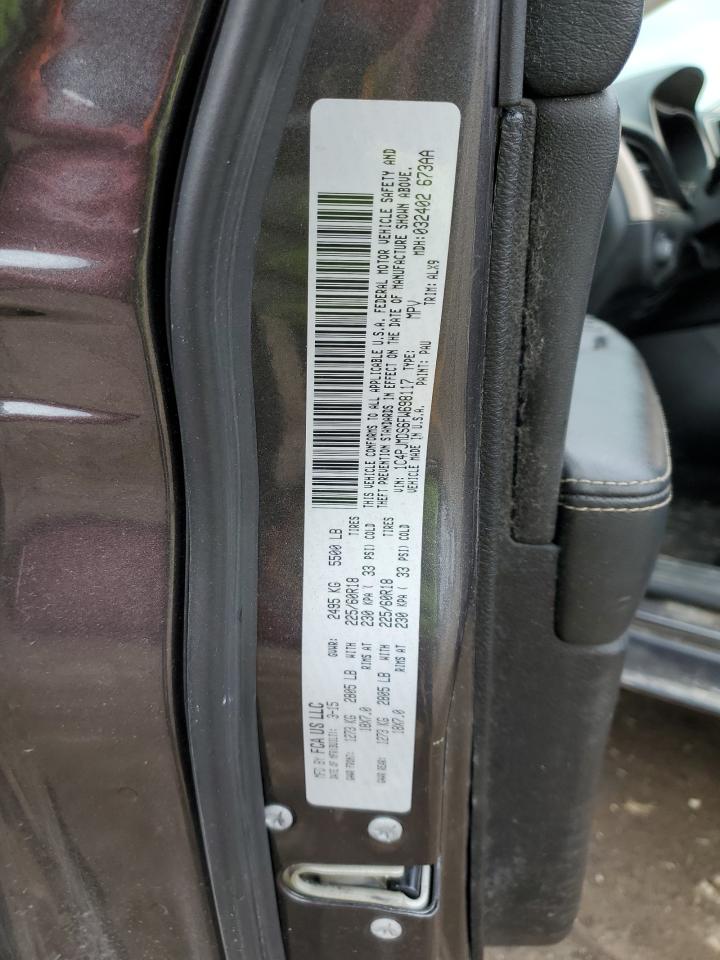 MFD BY: FCA US LLC
DATE OF MFR(BUILT): 3-15 GVWR: 2495 KG 5500 LB
GAWR FRONT: 1273 KG 2805 LB WITH 225/60R18 TIRES
18X7.0 RIMS AT 230 KPA ( 33 PSI) COLD
GAWR REAR: 1273 KG 2805 LB WITH 225/60R18 TIRES
18X7.0 RIMS AT 230 KPA ( 33 PSI) COLD
THIS VEHICLE CONFORMS TO ALL APPLICABLE U.S.A. FEDERAL MOTOR VEHICLE SAFETY AND
THEFT PREVENTION STANDARDS IN EFFECT ON THE DATE OF MANUFACTURE SHOWN ABOVE.
VIN: 1C4PJMDS6FW698117 TYPE: MPV MDH:032402 673AA
VEHICLE MADE IN U.S.A. PAINT: PAU TRIM: ALX9